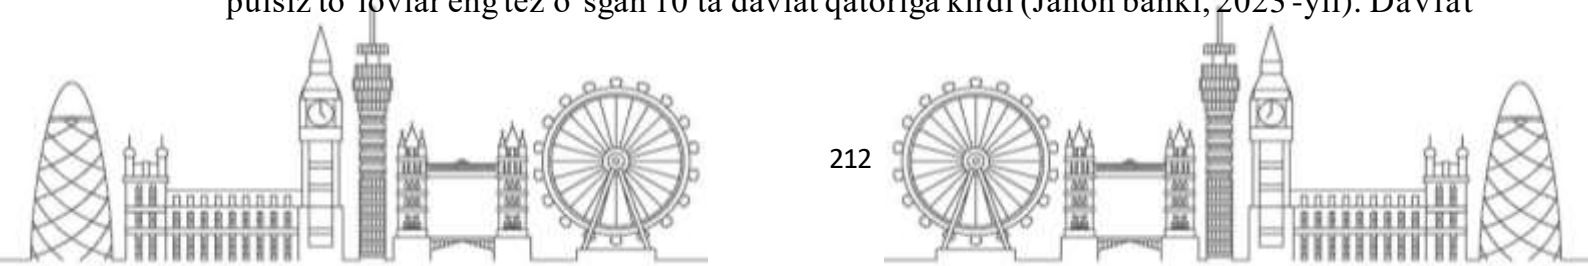 pulsiz to‘lovlar eng tez o‘sgan 10 ta davlat qatoriga kirdi (Jahon banki, 2023-yil). Davlat
212